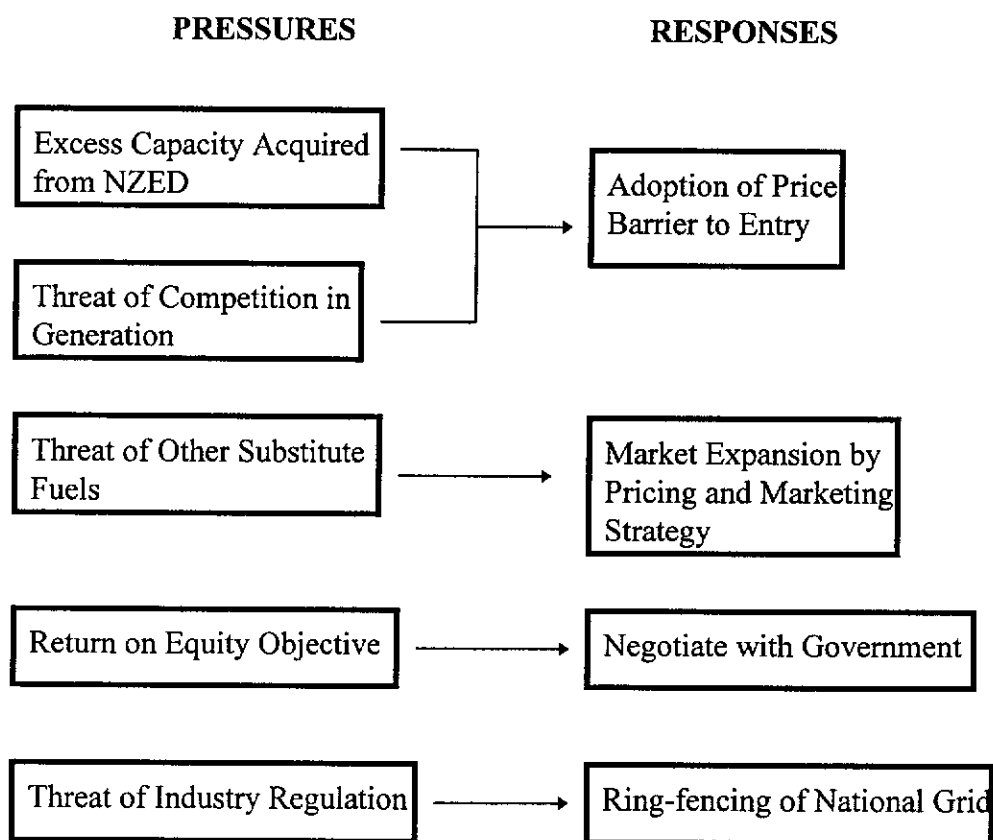 PRESSURES
RESPONSES
Excess Capacity Acquired
from NZED
Adoption of Price
Barrier to Entry
Threat of Competition in
Generation
Threat of Other Substitute
Fuels
Market Expansion by
Pricing and Marketing
Strategy
Return on Equity Objective
Negotiate with Government
Threat of Industry Regulation
Ring-fencing of National Grid